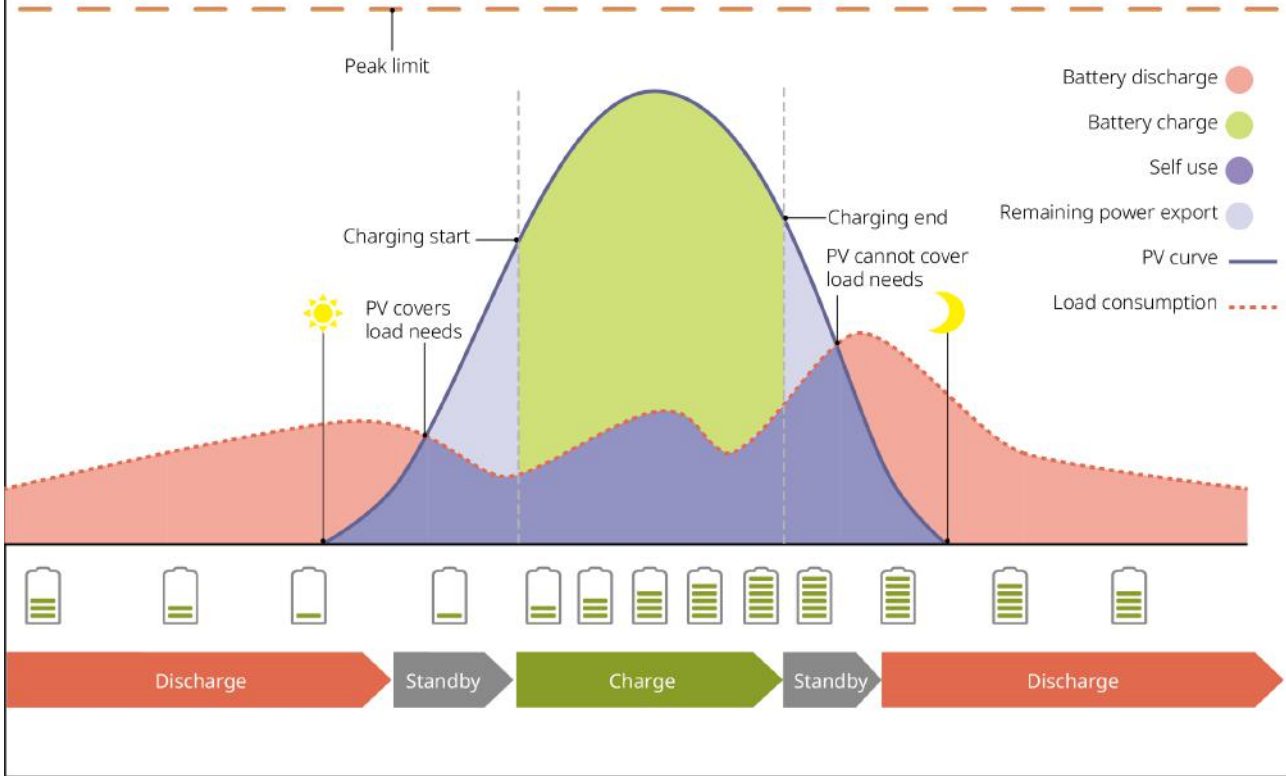 Peak limit
Battery discharge
Battery charge
Self use
Remaining power export
PV curve
Load consumption
Charging start
Charging end
PV cannot cover
load needs
PV covers
load needs
Discharge
Standby
Charge
Standby
Discharge